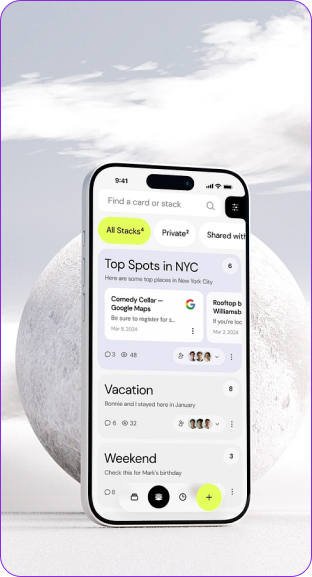 9:41
Find a card or stack
All Stacks4
Private2
Shared with
Top Spots in NYC
6
Here are some top places in New York City
Comedy Cellar —
Google Maps
Be sure to register for s...
Mar 8, 2024
Rooftop b
Williamsb
If you're loo
Mar 2, 2024
3 48
Vacation
8
Bonnie and I stayed here in January
6 32
Weekend
3
Check this for Mark's birthday
8